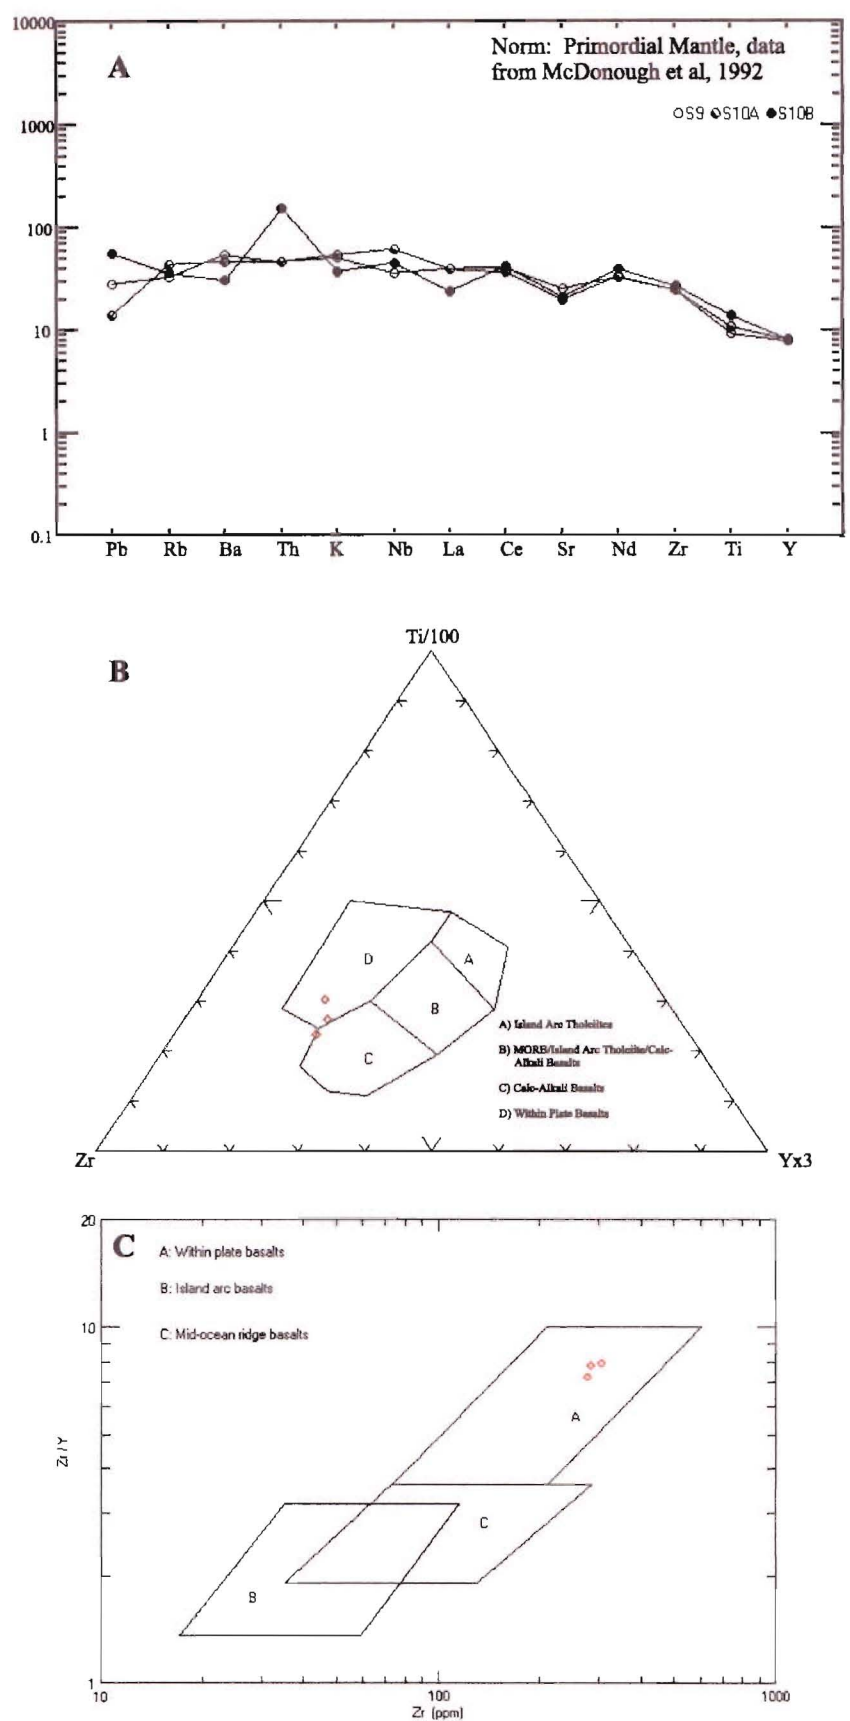 10000
A
Norm: Primordial Mantle, data
from McDonough et al, 1992
S9 S10A S10B
1000
100
10
1
0.1
Pb Rb Ba Th K Nb La Ce Sr Nd Zr Ti Y
B
Ti/100
D
A
B
C
A) Island Arc Tholeiites
B) MORB/Island Arc Tholeiite/Calc-
Alkali Basalts
C) Calc-Alkali Basalts
D) Within Plate Basalts
Zr
Yx3
20
C
A: Within plate basalts
B: Island arc basalts
C: Mid-ocean ridge basalts
10
A
Zr/Y
C
B
1
10 100 1000
Zr (ppm)